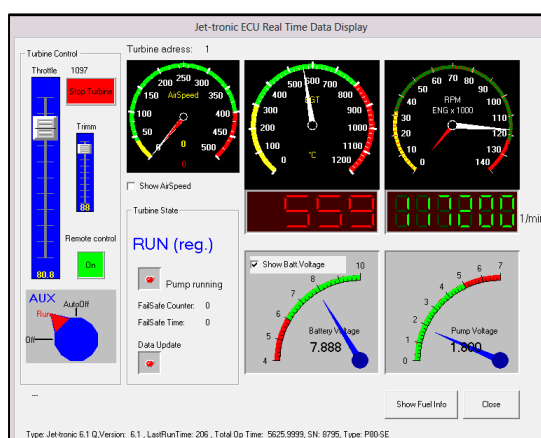 Jet-tronic ECU Real Time Data Display
Turbine Control
Throttle 1097
Stop Turbine
Trimm
88
Remote control
On
80.8
AUX
AutoOff
Run
Off
Turbine adress: 1
0 50 100 150 200 250 300 350 400 450 500
AirSpeed
0
0
Show AirSpeed
0 100 200 300 400 500 600 700 800 900 1000 1100 1200
EGT
°C
559
0 10 20 30 40 50 60 70 80 90 100 110 120 130 140
RPM
ENG x 1000
117200 1/min
Turbine State
RUN (reg.)
Pump running
FailSafe Counter: 0
FailSafe Time: 0
Data Update
Show Batt Voltage
4 5 6 7 8 9 10
Battery Voltage
7.888
0 1 2 3 4 5 6 7
Pump Voltage
1.800
...
Show Fuel Info
Close
Type: Jet-tronic 6.1 Q,Version: 6.1 , LastRunTime: 206 , Total Op Time: 5625.9999, SN: 8795, Type: P80-SE